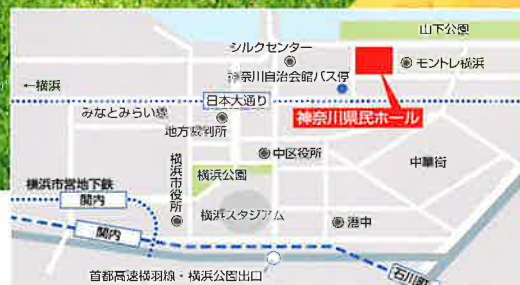 山下公園
シルクセンター
神奈川自治会館バス停
モントレ横浜
←横浜
日本大通り
みなとみらい線
神奈川県民ホール
地方裁判所
中区役所
中華街
横浜市役所
横浜公園
横浜市営地下鉄
関内
横浜スタジアム
港中
関内
石川町
首都高速横羽線・横浜公園出口